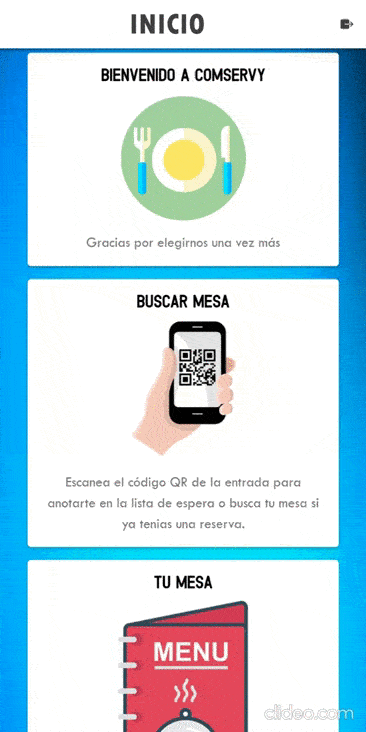 INICIO
BIENVENIDO A COMSERVY
Gracias por elegirnos una vez más
BUSCAR MESA
Escanea el código QR de la entrada para
anotarte en la lista de espera o busca tu mesa si
ya tenias una reserva.
TU MESA
MENU
clideo.com